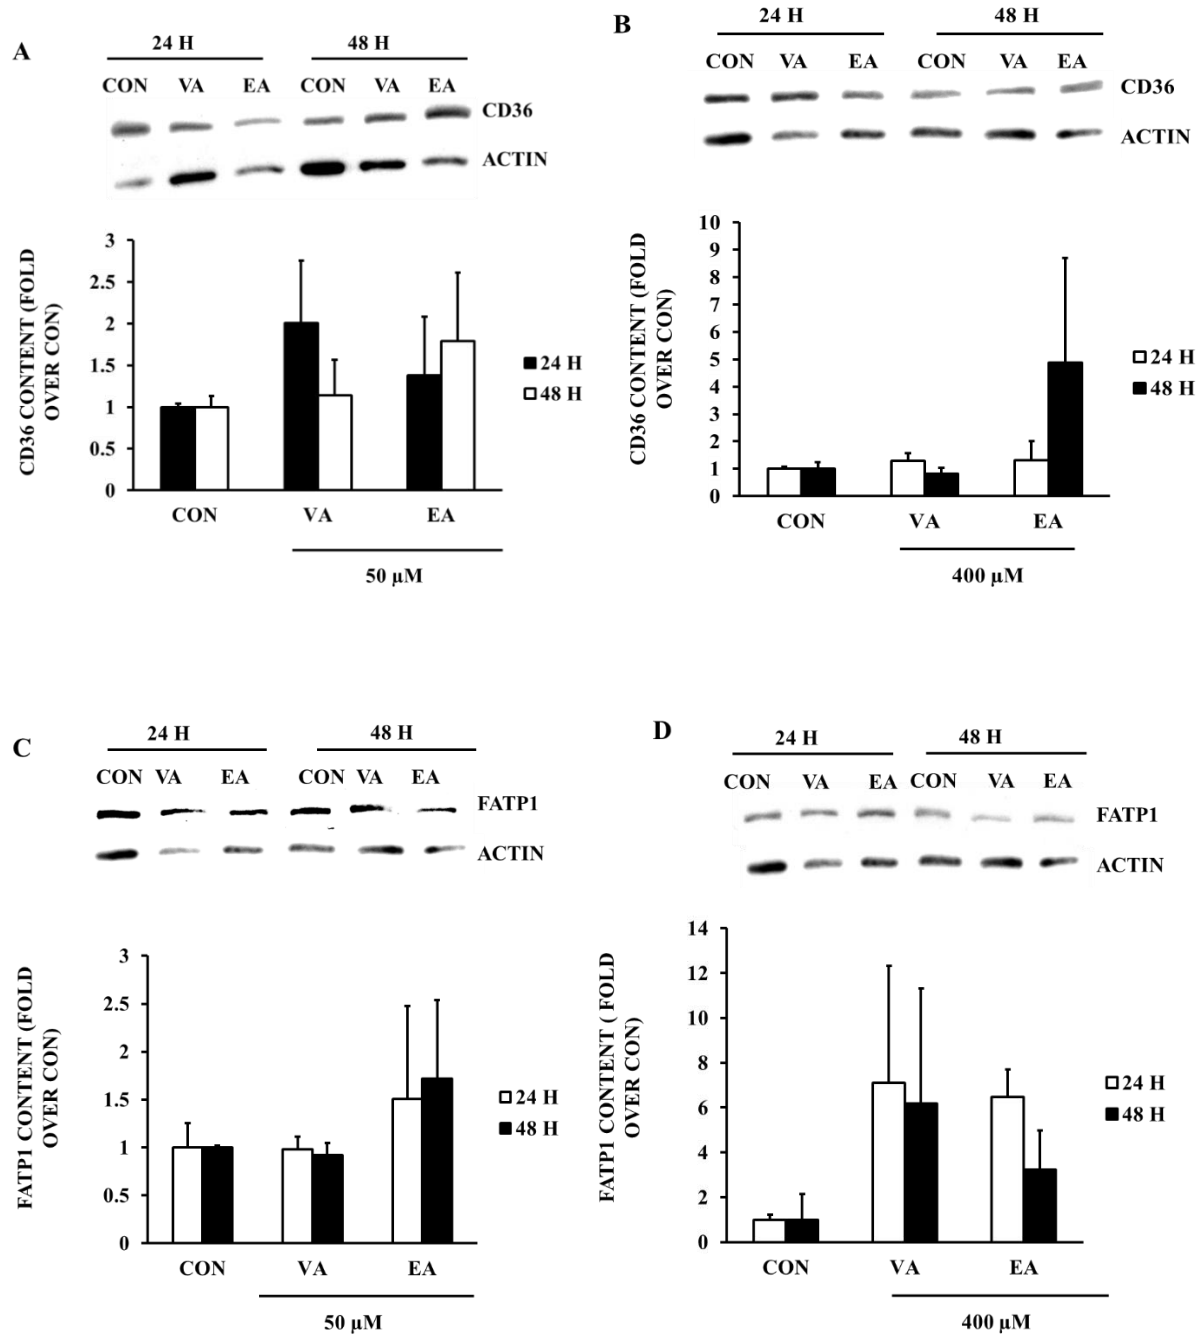 A
24 H
48 H
CON VA EA CON VA EA
CD36
ACTIN
CD36 CONTENT (FOLD
OVER CON)
3
2.5
2
1.5
1
0.5
0
24 H
48 H
CON VA EA
50 µM
B
24 H
48 H
CON VA EA CON VA EA
CD36
ACTIN
CD36 CONTENT (FOLD
OVER CON)
10
9
8
7
6
5
4
3
2
1
0
24 H
48 H
CON VA EA
400 µM
C
24 H
48 H
CON VA EA CON VA EA
FATP1
ACTIN
FATP1 CONTENT (FOLD
OVER CON)
3
2.5
2
1.5
1
0.5
0
24 H
48 H
CON VA EA
50 µM
D
24 H
48 H
CON VA EA CON VA EA
FATP1
ACTIN
FATP1 CONTENT ( FOLD
OVER CON)
14
12
10
8
6
4
2
0
24 H
48 H
CON VA EA
400 µM